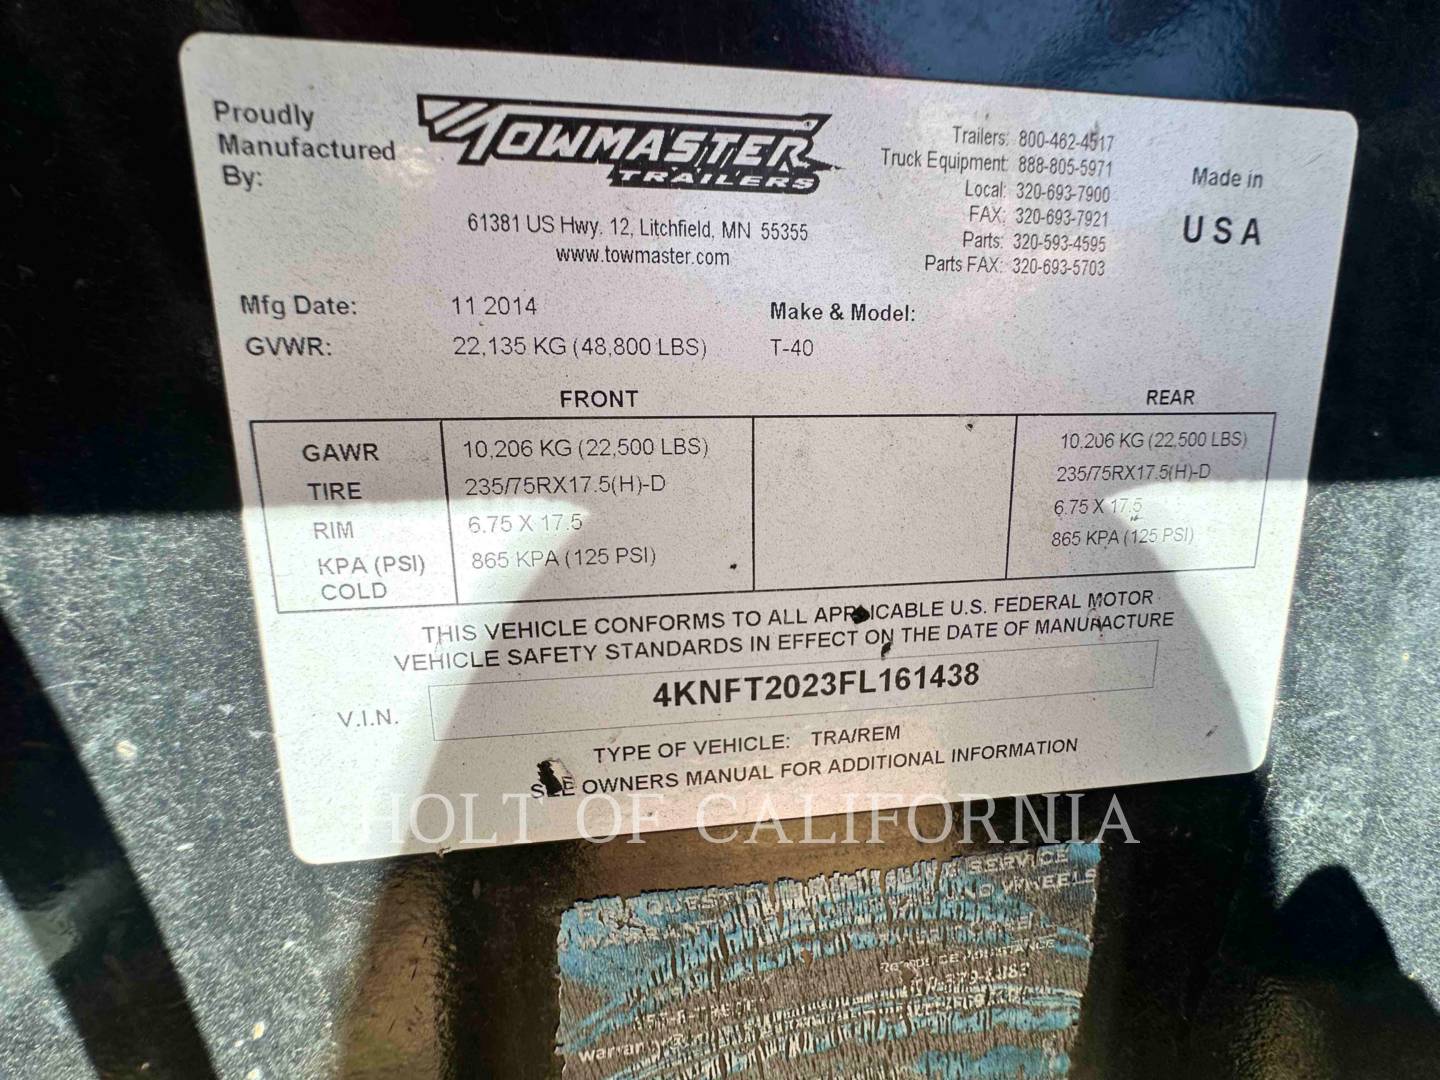 Proudly
Manufactured
By:
TOWMASTER
TRAILERS
61381 US Hwy. 12, Litchfield, MN 55355
www.towmaster.com
Trailers: 800-462-4517
Truck Equipment: 888-805-5971
Local: 320-693-7900
FAX: 320-693-7921
Parts: 320-593-4595
Parts FAX: 320-693-5703
Made in
USA
Mfg Date: 11 2014
Make & Model:
GVWR: 22,135 KG (48,800 LBS) T-40
FRONT REAR
GAWR 10,206 KG (22,500 LBS) 10,206 KG (22,500 LBS)
TIRE 235/75RX17.5(H)-D 235/75RX17.5(H)-D
RIM 6.75 X 17.5 6.75 X 17.5
KPA (PSI) 865 KPA (125 PSI) 865 KPA (125 PSI)
COLD
THIS VEHICLE CONFORMS TO ALL APPLICABLE U.S. FEDERAL MOTOR
VEHICLE SAFETY STANDARDS IN EFFECT ON THE DATE OF MANUFACTURE
V.I.N. 4KNFT2023FL161438
TYPE OF VEHICLE: TRA/REM
SEE OWNERS MANUAL FOR ADDITIONAL INFORMATION
HOLT OF CALIFORNIA
SERVICE
AND WHEELS